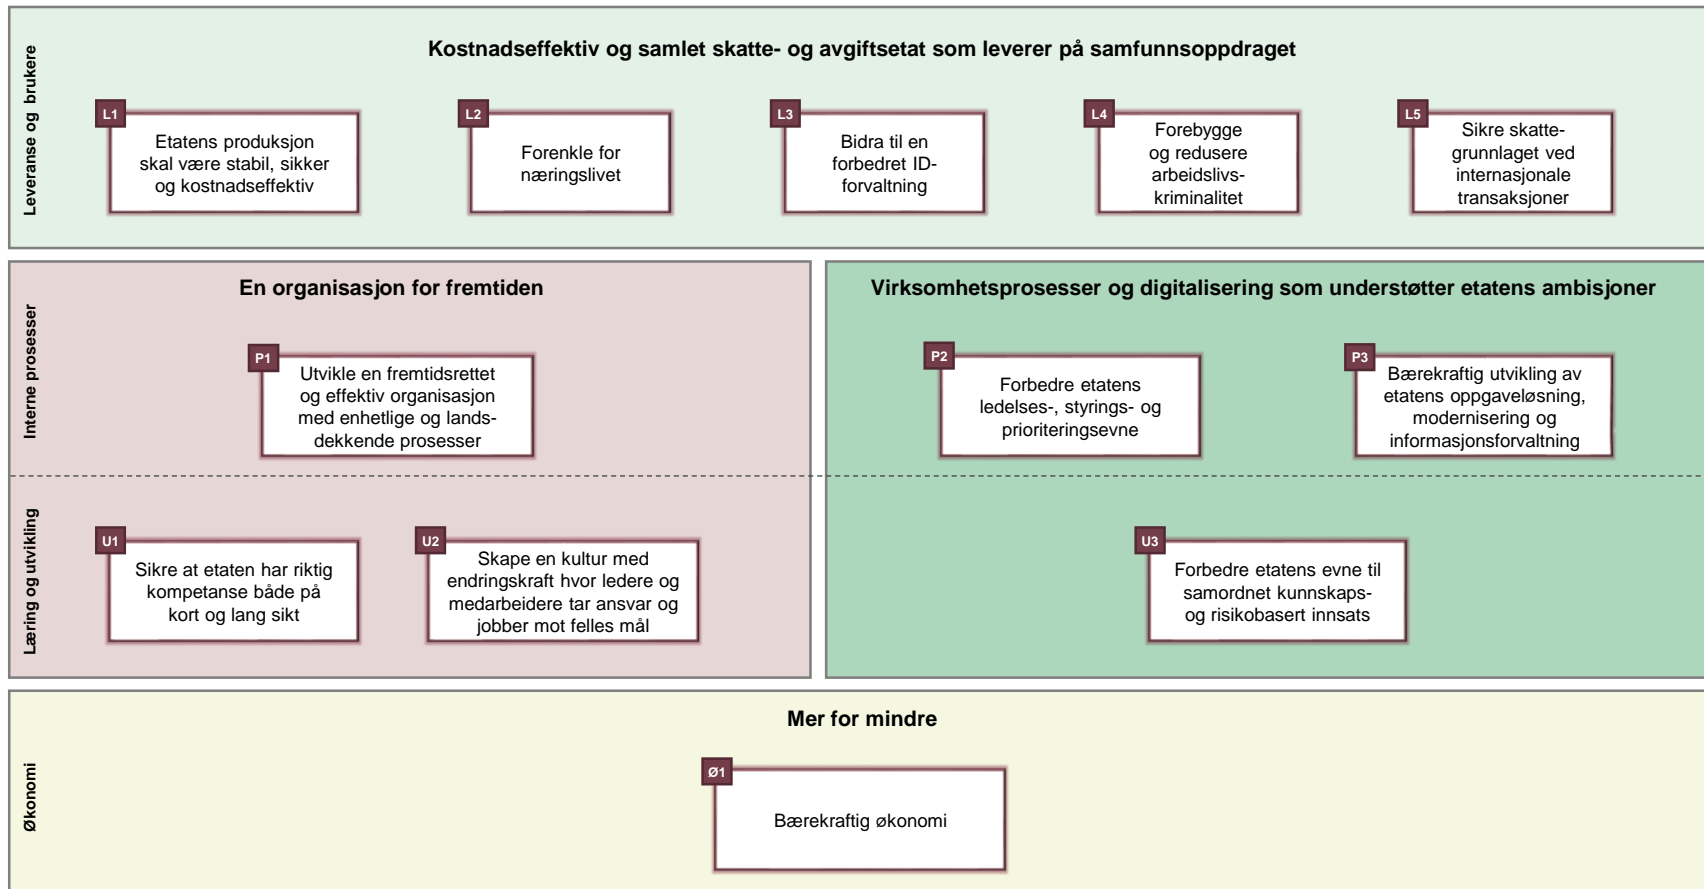 Leveranse og brukere
Kostnadseffektiv og samlet skatte- og avgiftsetat som leverer på samfunnsoppdraget
L1
Etatens produksjon
skal være stabil, sikker
og kostnadseffektiv
L2
Forenkle for
næringslivet
L3
Bidra til en
forbedret ID-
forvaltning
L4
Forebygge
og redusere
arbeidslivs-
kriminalitet
L5
Sikre skatte-
grunnlaget ved
internasjonale
transaksjoner
Interne prosesser
En organisasjon for fremtiden
P1
Utvikle en fremtidsrettet
og effektiv organisasjon
med enhetlige og lands-
dekkende prosesser
Virksomhetsprosesser og digitalisering som understøtter etatens ambisjoner
P2
Forbedre etatens
ledelses-, styrings- og
prioriteringsevne
P3
Bærekraftig utvikling av
etatens oppgaveløsning,
modernisering og
informasjonsforvaltning
Læring og utvikling
U1
Sikre at etaten har riktig
kompetanse både på
kort og lang sikt
U2
Skape en kultur med
endringskraft hvor ledere og
medarbeidere tar ansvar og
jobber mot felles mål
U3
Forbedre etatens evne til
samordnet kunnskaps-
og risikobasert innsats
Økonomi
Mer for mindre
Ø1
Bærekraftig økonomi